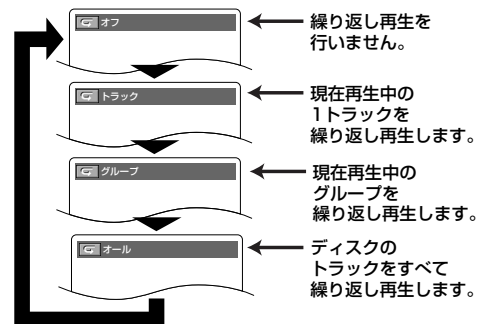 オフ
繰り返し再生を
行いません。
トラック
現在再生中の
1トラックを
繰り返し再生します。
グループ
現在再生中の
グループを
繰り返し再生します。
オール
ディスクの
トラックをすべて
繰り返し再生します。